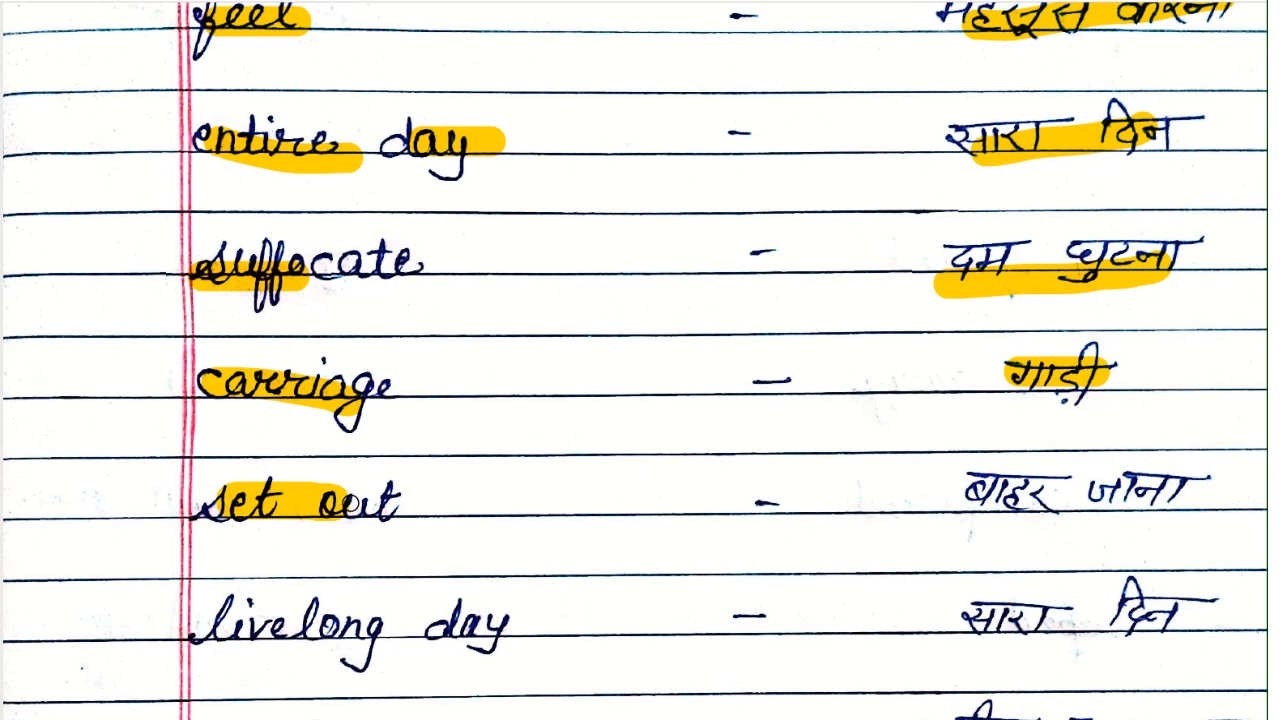 feel - महसूस करना
entire day - सारा दिन
suffocate - दम घुटना
carriage - गाड़ी
set out - बाहर जाना
livelong day - सारा दिन